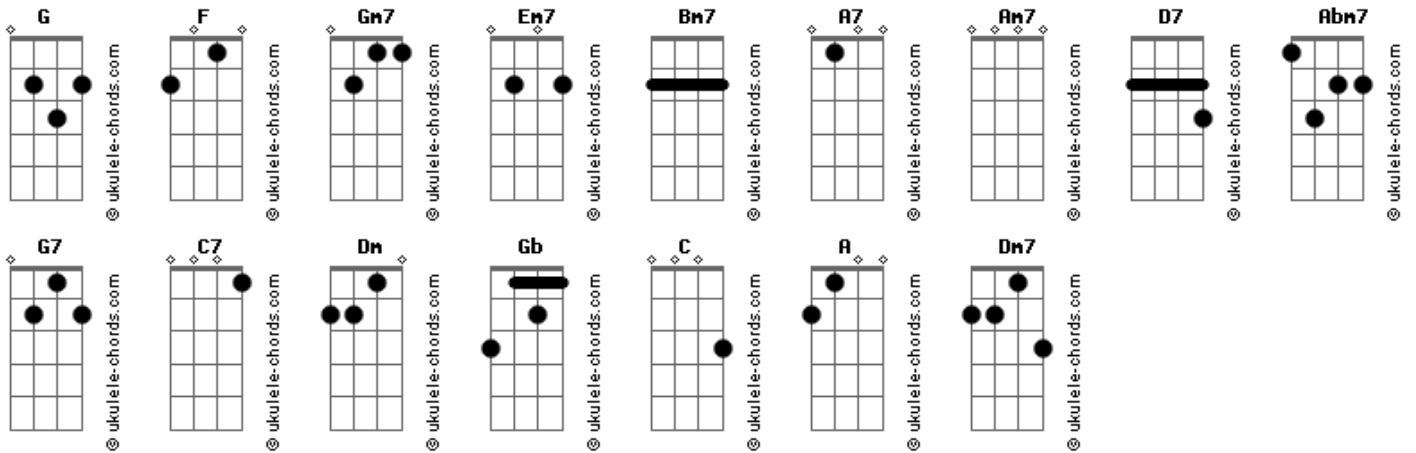 G F Gm7 Em7 Bm7 A7 Am7 D7 Abm7
© ukulele-chords.com © ukulele-chords.com © ukulele-chords.com © ukulele-chords.com © ukulele-chords.com © ukulele-chords.com © ukulele-chords.com © ukulele-chords.com © ukulele-chords.com
G7 C7 Dm Gb C A Dm7
© ukulele-chords.com © ukulele-chords.com © ukulele-chords.com © ukulele-chords.com © ukulele-chords.com © ukulele-chords.com © ukulele-chords.com